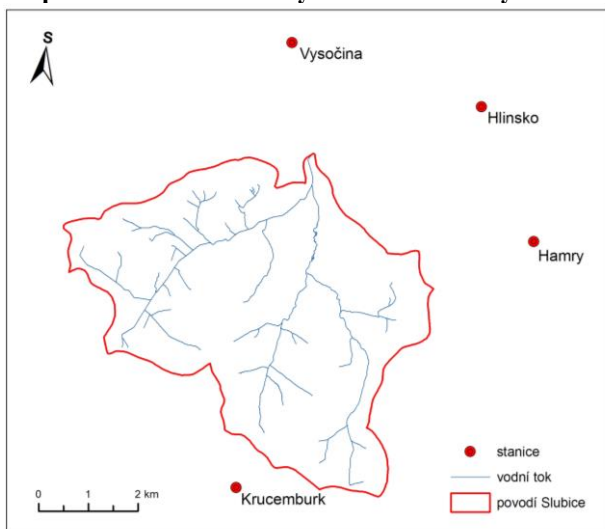 S
Vysočina
Hlinsko
Hamry
stanice
vodní tok
povodí Slubice
Krucemburk
0 1 2 km